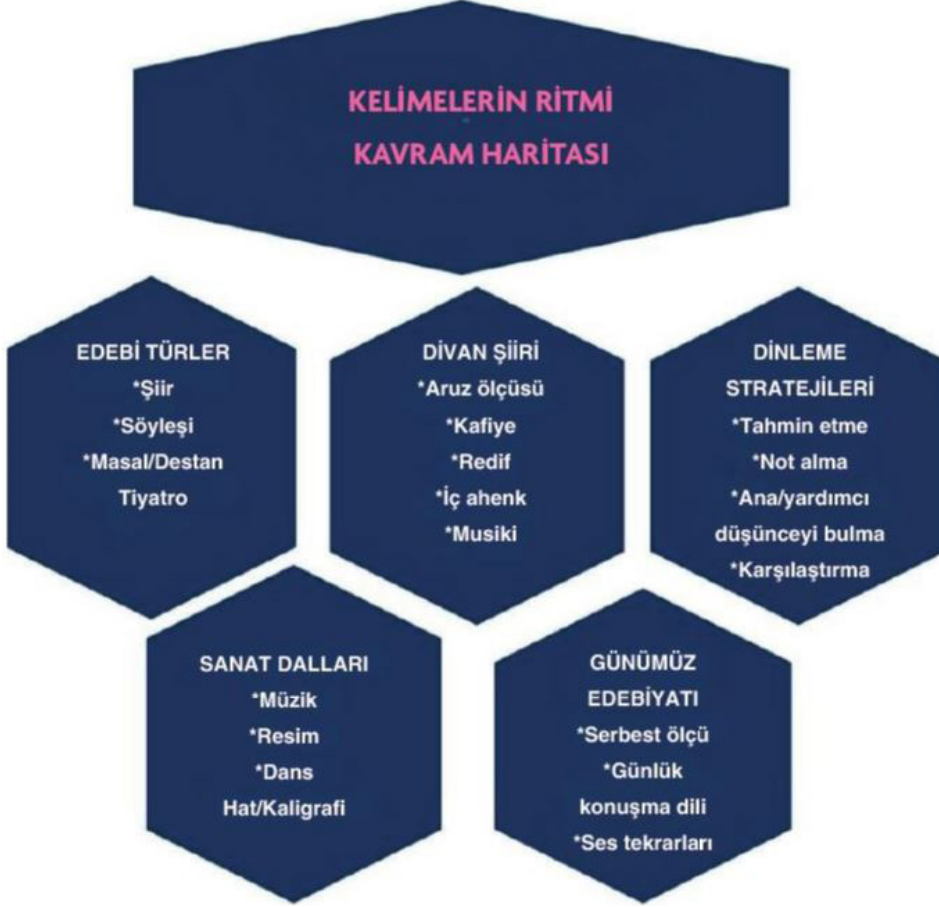 KELİMELERİN RİTMİ
KAVRAM HARİTASI
EDEBİ TÜRLER
*Şiir
*Söyleşi
*Masal/Destan
Tiyatro
DİVAN ŞİİRİ
*Aruz ölçüsü
*Kafiye
*Redif
*İç ahenk
*Musiki
DİNLEME
STRATEJİLERİ
*Tahmin etme
*Not alma
*Ana/yardımcı
düşünceyi bulma
*Karşılaştırma
SANAT DALLARI
*Müzik
*Resim
*Dans
Hat/Kaligrafi
GÜNÜMÜZ
EDEBİYATI
*Serbest ölçü
*Günlük
konuşma dili
*Ses tekrarları